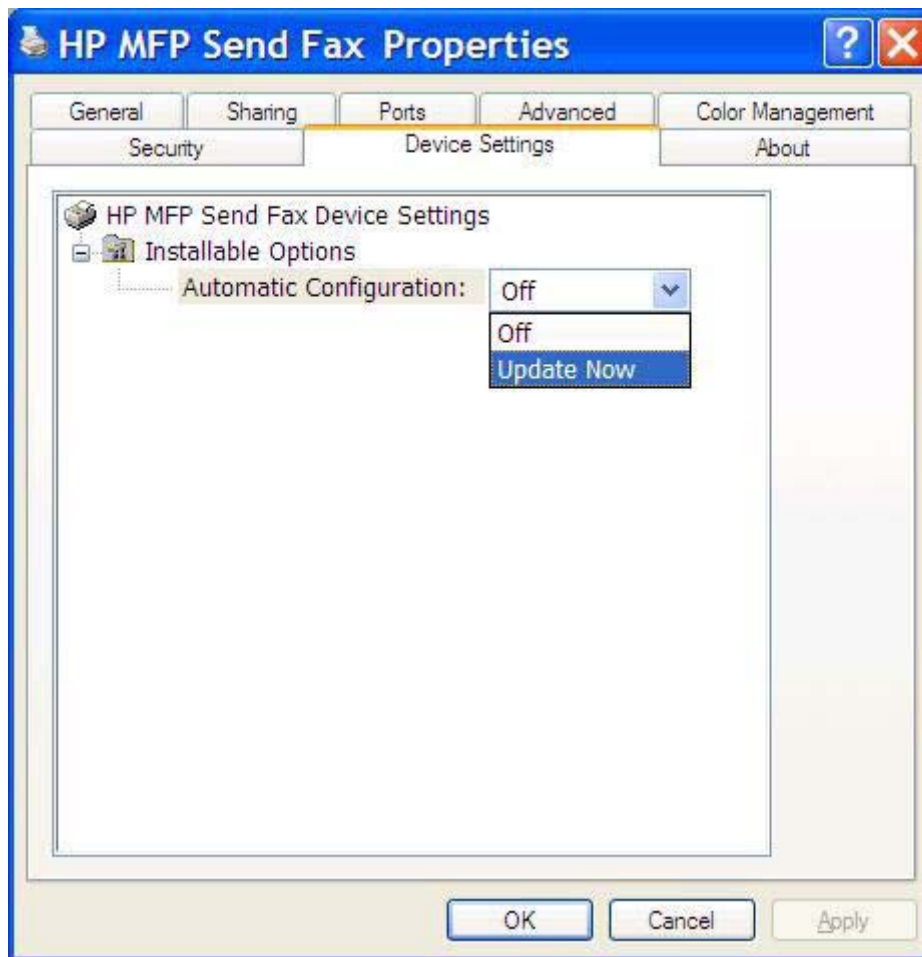 HP MFP Send Fax Properties
?
General Sharing Ports Advanced Color Management
Security Device Settings About
HP MFP Send Fax Device Settings
Installable Options
Automatic Configuration: Off
Off
Update Now
OK Cancel Apply